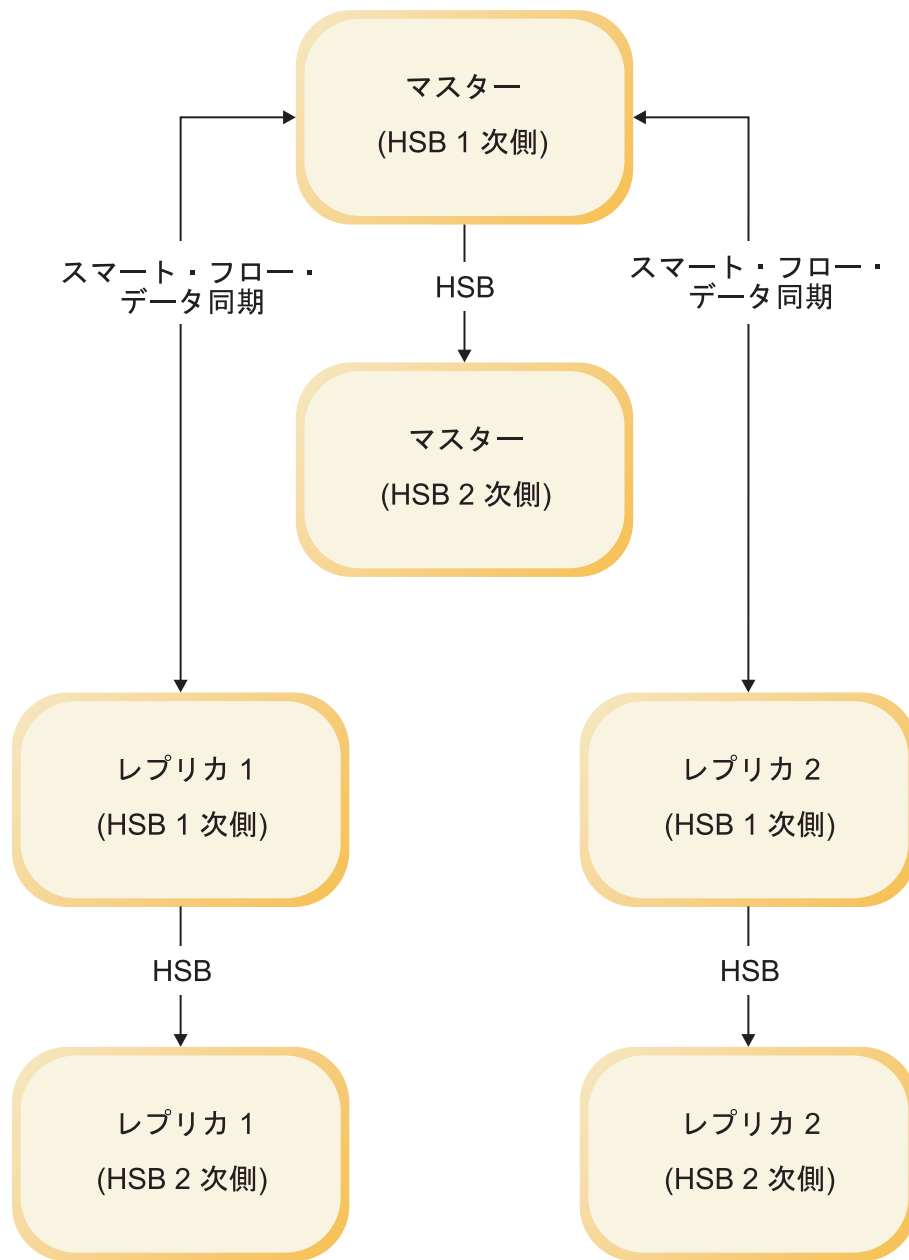 マスター
(HSB 1 次側)
スマート・フロー・
データ同期
HSB
スマート・フロー・
データ同期
マスター
(HSB 2 次側)
レプリカ 1
(HSB 1 次側)
レプリカ 2
(HSB 1 次側)
HSB
HSB
レプリカ 1
(HSB 2 次側)
レプリカ 2
(HSB 2 次側)